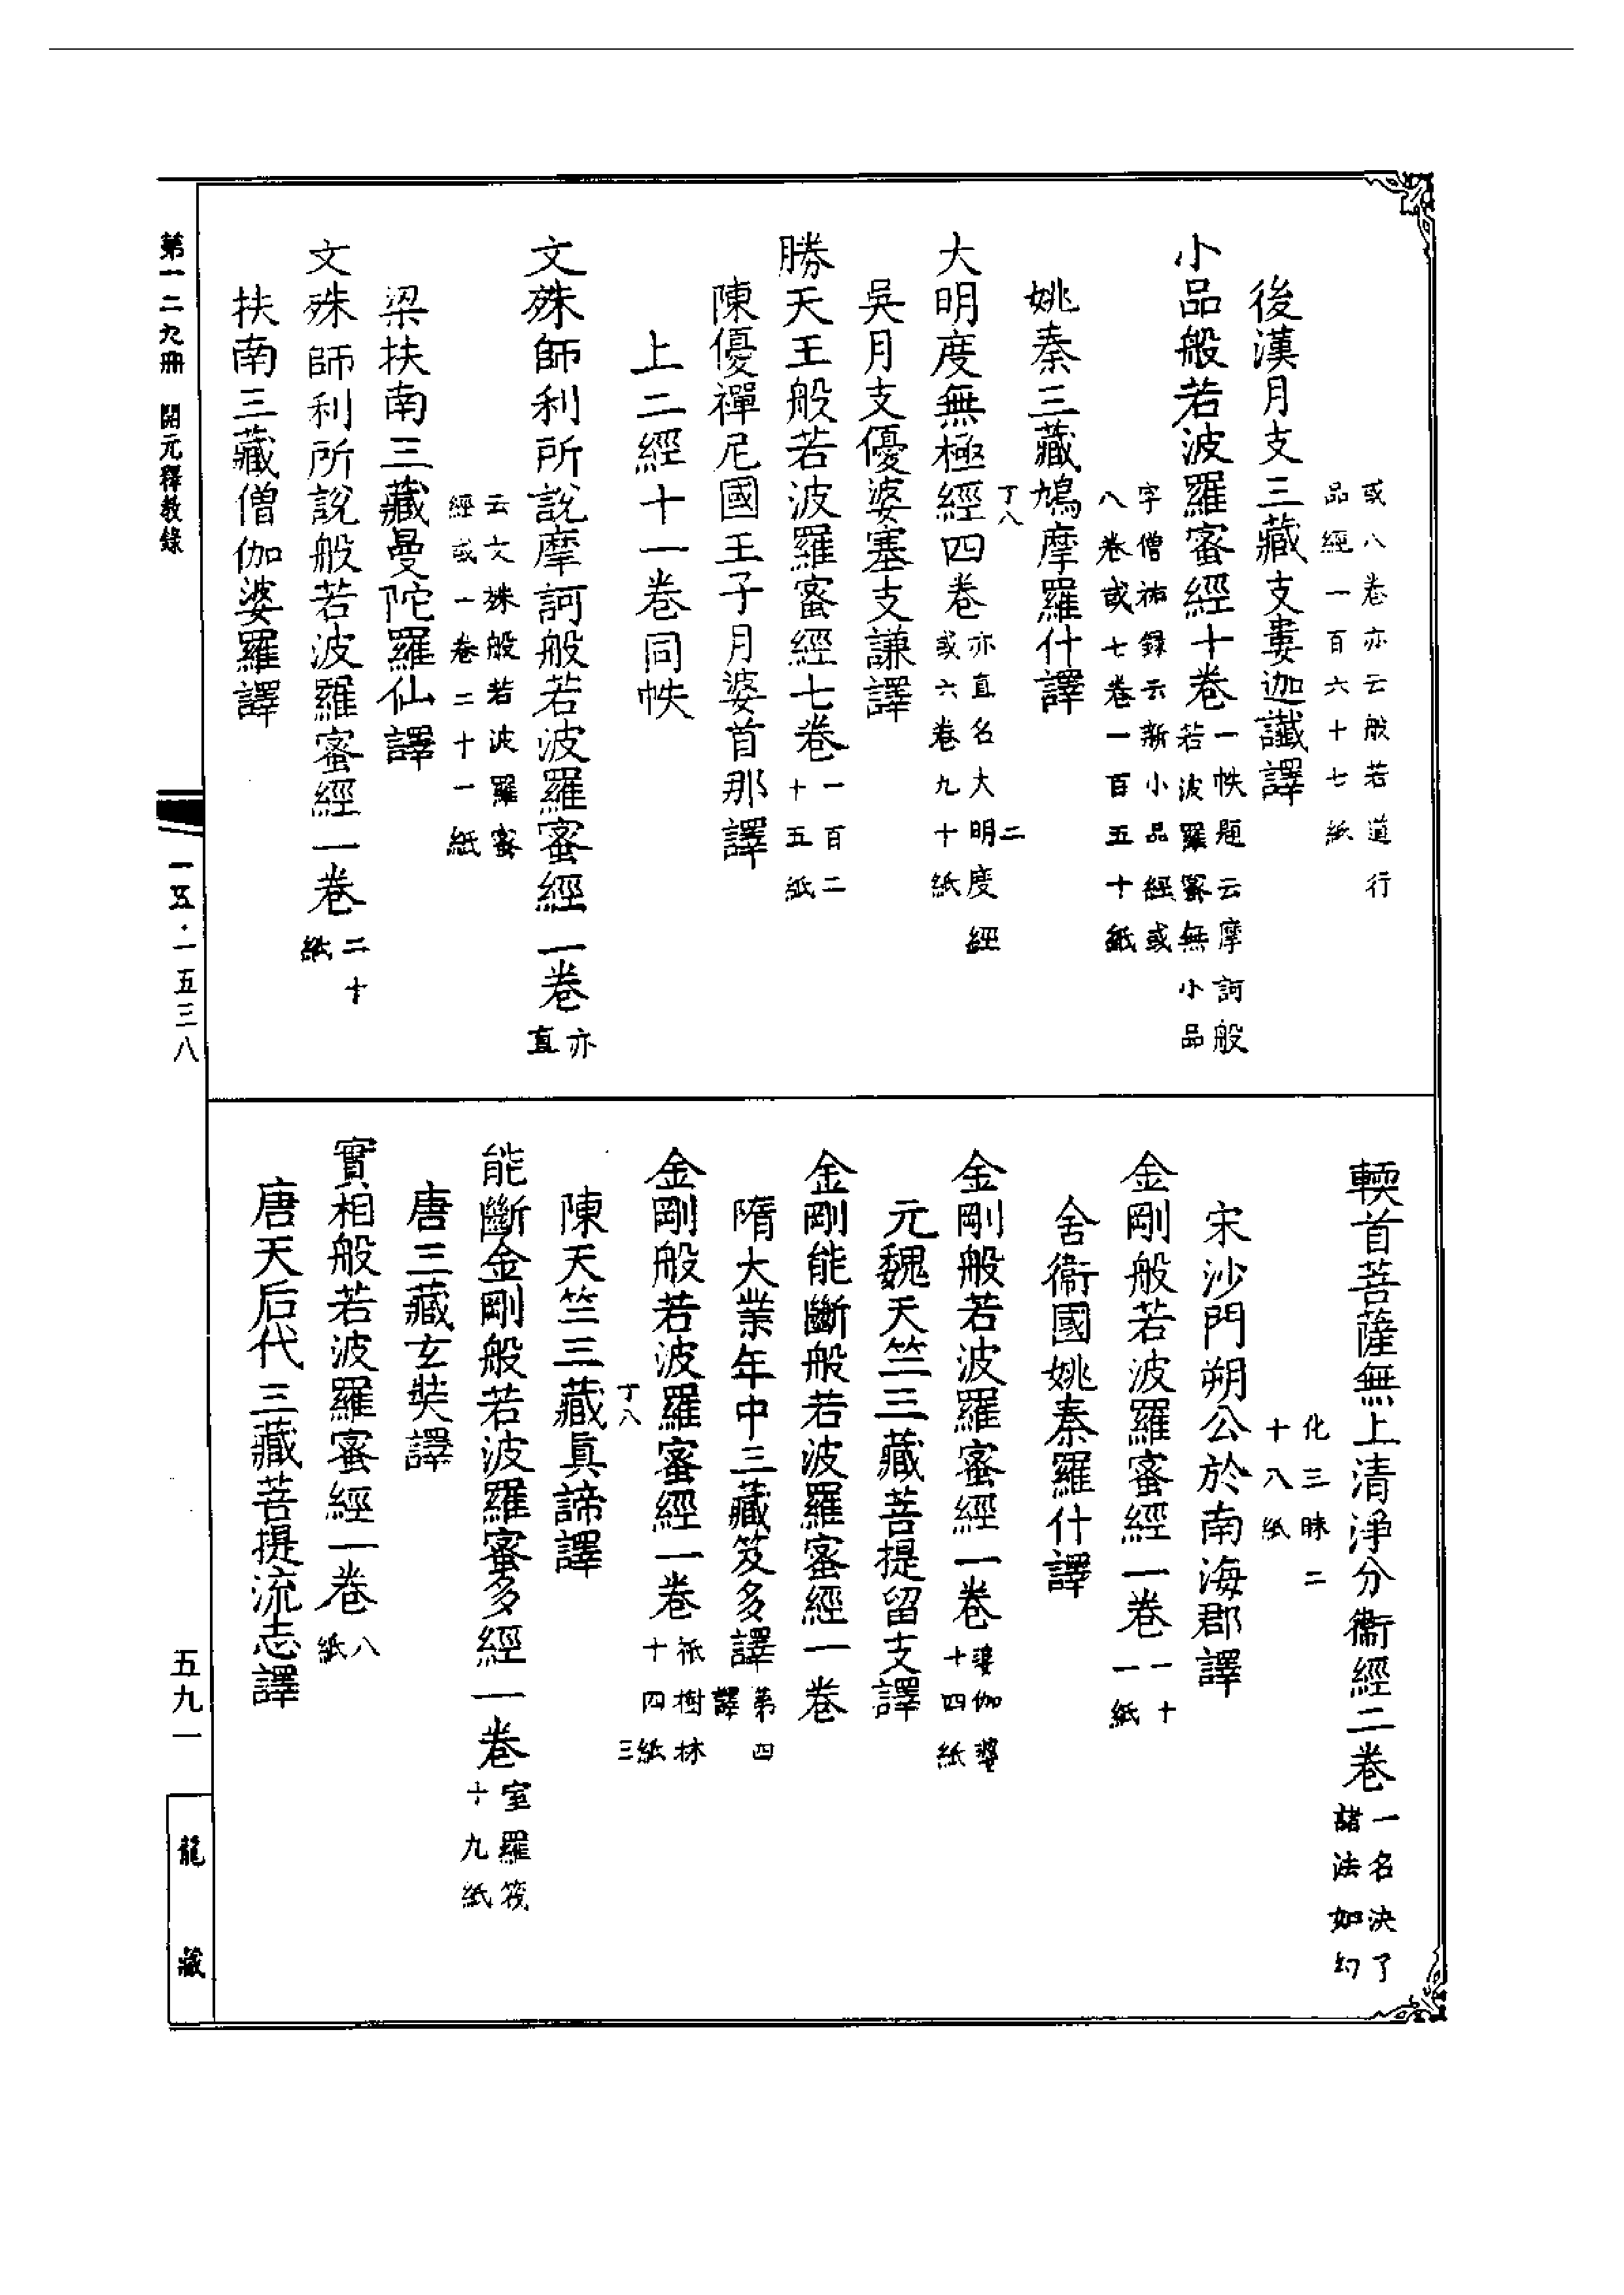 或八卷亦云般若道行
品經一百六十七紙
後漢月支三藏支婁迦讖譯
小品般若波羅蜜經十卷一帙題云摩訶般
若波羅蜜無小品
字僧祐録云新小品經或
八卷或七卷一百五十紙
姚秦三藏鳩摩羅什譯
丁八 二
大明度無極經四卷亦直名大明度經
或六卷九十紙
吳月支優婆塞支謙譯
勝天王般若波羅蜜經七卷一百二
十五紙
陳優禪尼國王子月婆首那譯
上二經十一卷同帙
文殊師利所說摩訶般若波羅蜜經一卷亦
直
云文殊般若波羅蜜
經或一卷二十一紙
梁扶南三藏曼陀羅仙譯
文殊師利所說般若波羅蜜經一卷二十
紙
扶南三藏僧伽婆羅譯
第一二九冊 開元釋教錄
一五·一五三八
輭首菩薩無上清淨分衞經二卷一名決了
諸法如幻
化三昧二
十八紙
宋沙門朔公於南海郡譯
金剛般若波羅蜜經一卷一十
一紙
舍衞國姚秦羅什譯
金剛般若波羅蜜經一卷婆伽婆
十四紙
元魏天竺三藏菩提留支譯
金剛能斷般若波羅蜜經一卷
隋大業年中三藏笈多譯第四
譯
金剛般若波羅蜜經一卷祇樹林
十四紙
丁八 三
陳天竺三藏眞諦譯
能斷金剛般若波羅蜜多經一卷室羅筏
十九紙
唐三藏玄奘譯
實相般若波羅蜜經一卷八
紙
唐天后代三藏菩提流志譯
五九一
龍藏